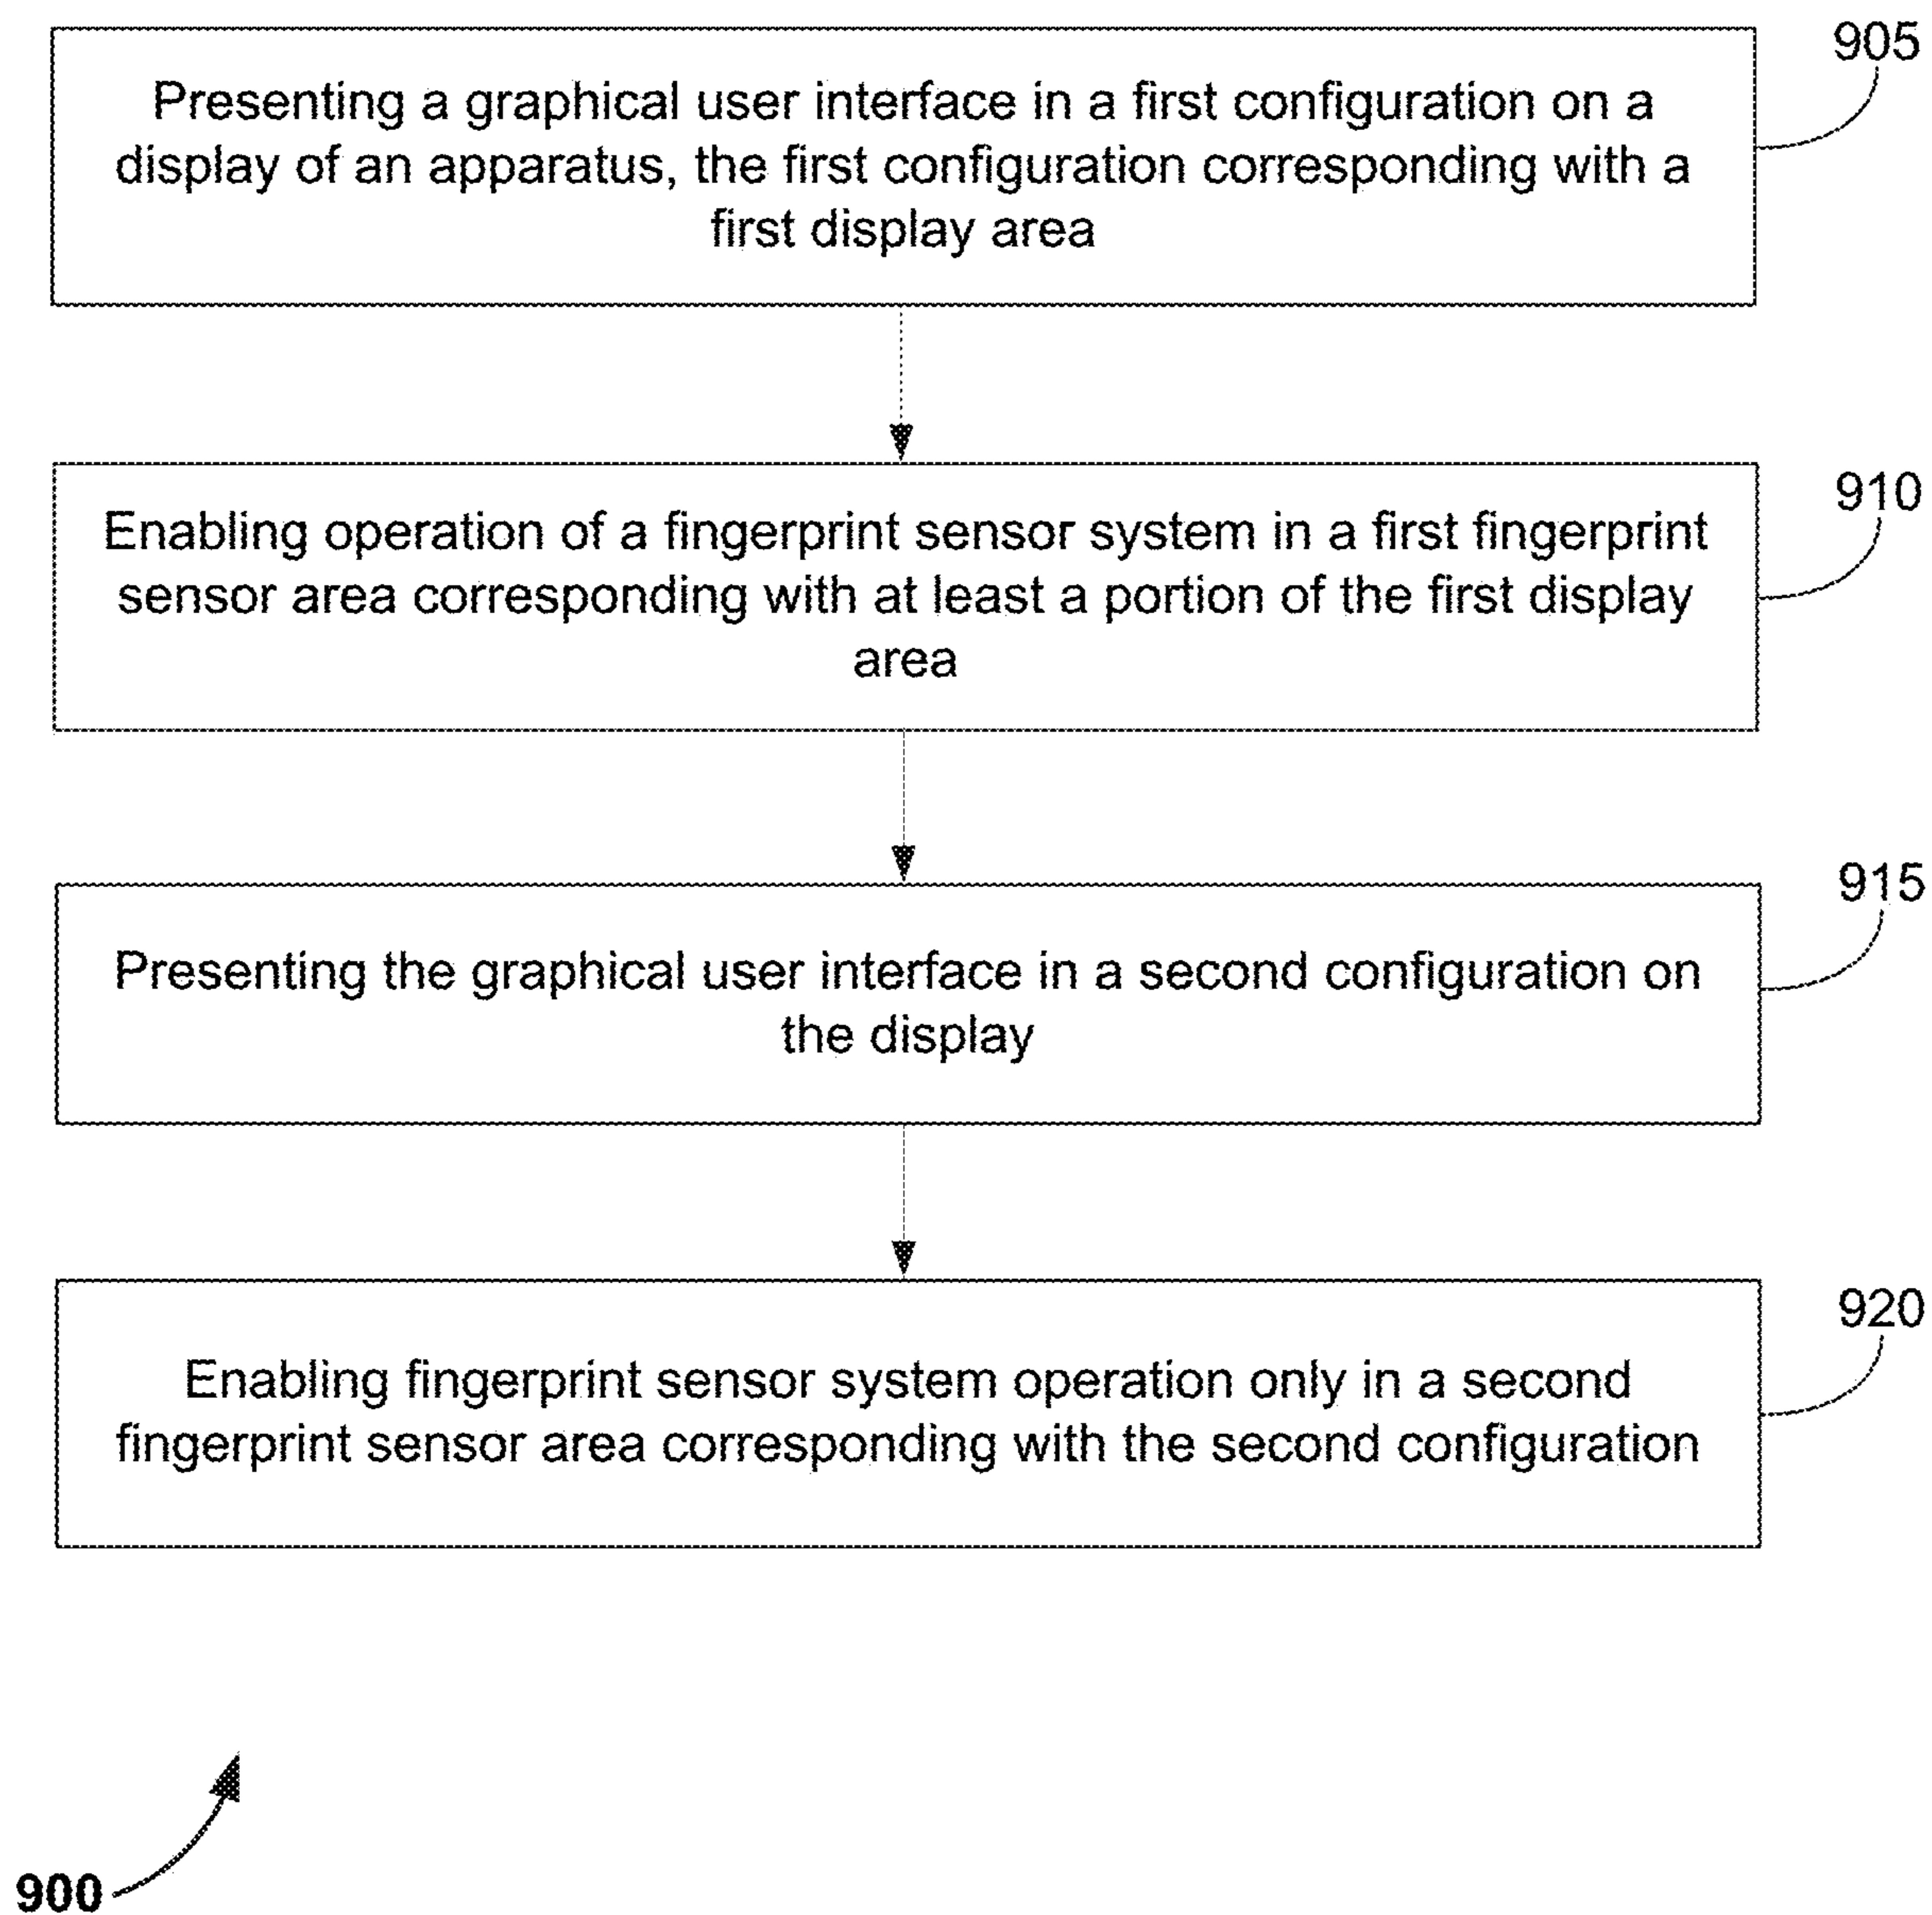 905
Presenting a graphical user interface in a first configuration on a
display of an apparatus, the first configuration corresponding with a
first display area
910
Enabling operation of a fingerprint sensor system in a first fingerprint
sensor area corresponding with at least a portion of the first display
area
915
Presenting the graphical user interface in a second configuration on
the display
920
Enabling fingerprint sensor system operation only in a second
fingerprint sensor area corresponding with the second configuration
900